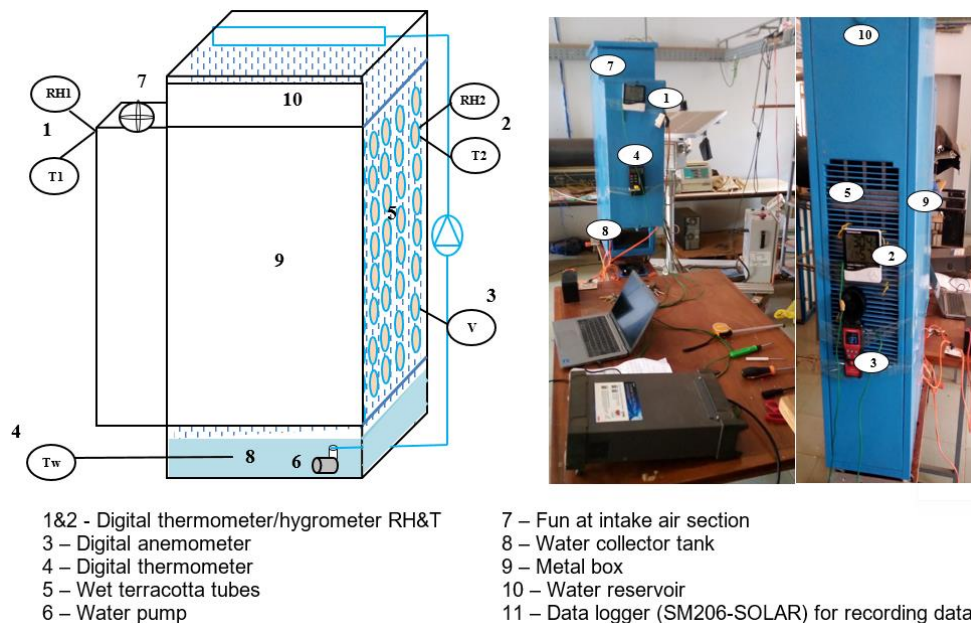 7
RH1
10
RH2
1
2
T1
T2
5
9
3
V
4
Tw
8
6
10
7
1
4
5
9
8
2
3
1&2 - Digital thermometer/hygrometer RH&T
3 – Digital anemometer
4 – Digital thermometer
5 – Wet terracotta tubes
6 – Water pump
7 – Fun at intake air section
8 – Water collector tank
9 – Metal box
10 – Water reservoir
11 – Data logger (SM206-SOLAR) for recording data